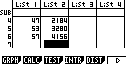 List 1 List 2 List 3 List 4
SUB
4 47 2184
5 53 3280
6 57 4156
7
GRPH CALC TEST INTR DIST ▷